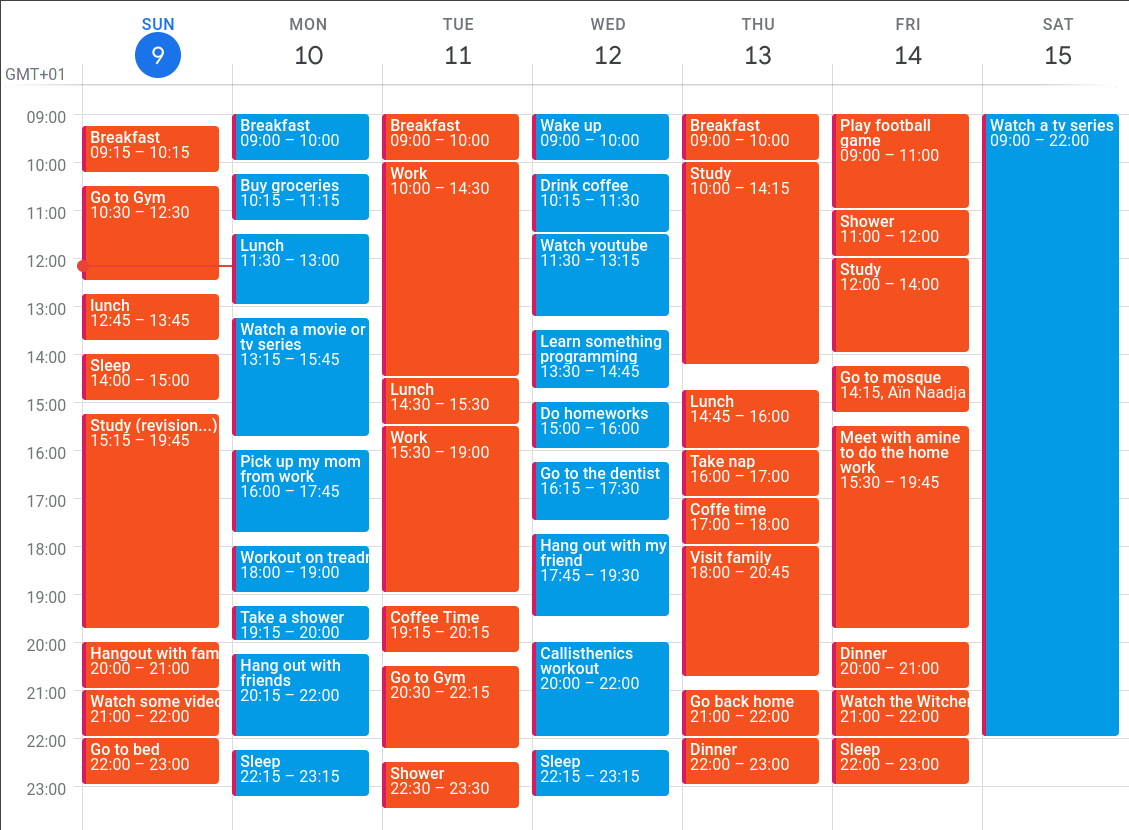 SUN
9
MON
10
TUE
11
WED
12
THU
13
FRI
14
SAT
15
GMT+01
09:00
10:00
11:00
12:00
13:00
14:00
15:00
16:00
17:00
18:00
19:00
20:00
21:00
22:00
23:00
Breakfast
09:15 – 10:15
Go to Gym
10:30 – 12:30
lunch
12:45 – 13:45
Sleep
14:00 – 15:00
Study (revision...)
15:15 – 19:45
Hangout with fam
20:00 – 21:00
Watch some videc
21:00 – 22:00
Go to bed
22:00 – 23:00
Breakfast
09:00 – 10:00
Buy groceries
10:15 – 11:15
Lunch
11:30 – 13:00
Watch a movie or
tv series
13:15 – 15:45
Pick up my mom
from work
16:00 – 17:45
Workout on treadr
18:00 – 19:00
Take a shower
19:15 – 20:00
Hang out with
friends
20:15 – 22:00
Sleep
22:15 – 23:15
Breakfast
09:00 – 10:00
Work
10:00 – 14:30
Lunch
14:30 – 15:30
Work
15:30 – 19:00
Coffee Time
19:15 – 20:15
Go to Gym
20:30 – 22:15
Shower
22:30 – 23:30
Wake up
09:00 – 10:00
Drink coffee
10:15 – 11:30
Watch youtube
11:30 – 13:15
Learn something
programming
13:30 – 14:45
Do homeworks
15:00 – 16:00
Go to the dentist
16:15 – 17:30
Hang out with my
friend
17:45 – 19:30
Callisthenics
workout
20:00 – 22:00
Sleep
22:15 – 23:15
Breakfast
09:00 – 10:00
Study
10:00 – 14:15
Lunch
14:45 – 16:00
Take nap
16:00 – 17:00
Coffe time
17:00 – 18:00
Visit family
18:00 – 20:45
Go back home
21:00 – 22:00
Dinner
22:00 – 23:00
Play football
game
09:00 – 11:00
Shower
11:00 – 12:00
Study
12:00 – 14:00
Go to mosque
14:15, Aïn Naadja
Meet with amine
to do the home
work
15:30 – 19:45
Dinner
20:00 – 21:00
Watch the Witcher
21:00 – 22:00
Sleep
22:00 – 23:00
Watch a tv series
09:00 – 22:00